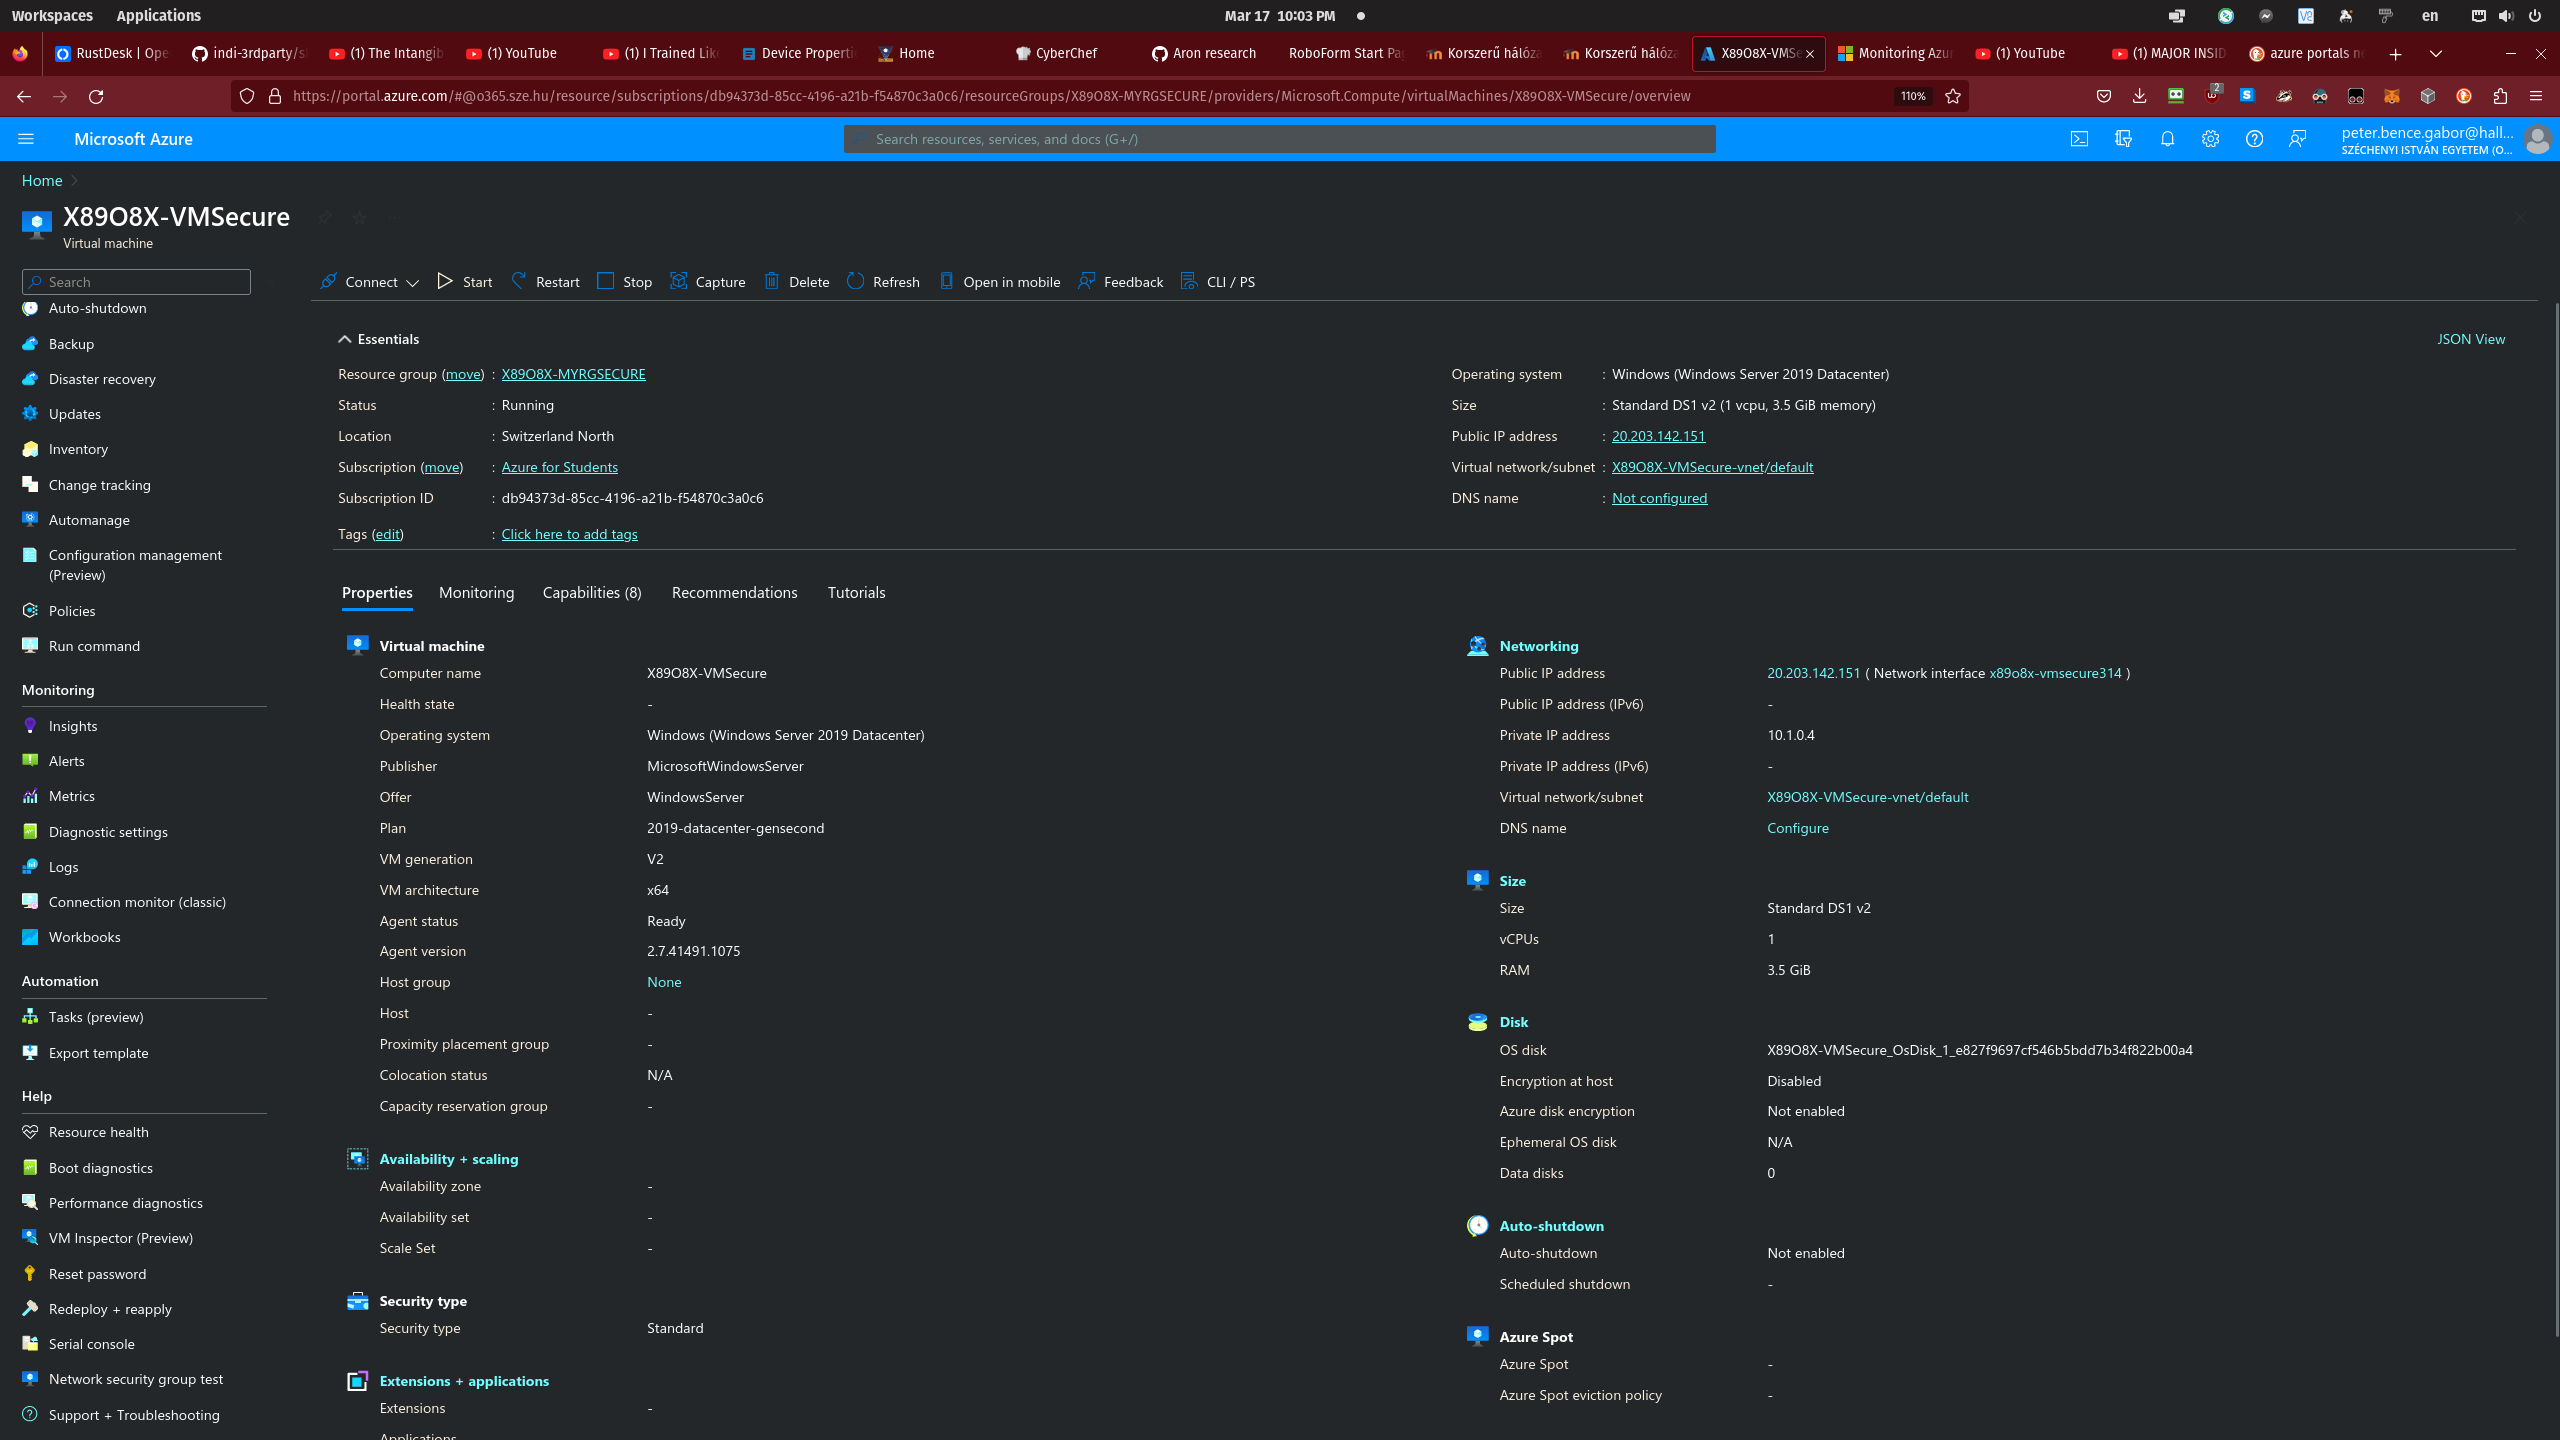 Workspaces Applications Mar 17 10:03 PM en
RustDesk | Ope indi-3rdparty/s (1) The Intangib (1) YouTube (1) I Trained Like Device Properti Home CyberChef Aron research RoboForm Start Pag Korszerű hálóza Korszerű hálóza X89O8X-VMSe Monitoring Azur (1) YouTube (1) MAJOR INSID azure portals n
https://portal.azure.com/#@o365.sze.hu/resource/subscriptions/db94373d-85cc-4196-a21b-f54870c3a0c6/resourceGroups/X89O8X-MYRGSECURE/providers/Microsoft.Compute/virtualMachines/X89O8X-VMSecure/overview 110% 2
Microsoft Azure Search resources, services, and docs (G+/) peter.bence.gabor@hall...
SZÉCHENYI ISTVÁN EGYETEM (O...
Home
X89O8X-VMSecure
Virtual machine
Search
Connect Start Restart Stop Capture Delete Refresh Open in mobile Feedback CLI / PS
Auto-shutdown
Backup
Disaster recovery
Updates
Inventory
Change tracking
Automanage
Configuration management
(Preview)
Policies
Run command
Monitoring
Insights
Alerts
Metrics
Diagnostic settings
Logs
Connection monitor (classic)
Workbooks
Automation
Tasks (preview)
Export template
Help
Resource health
Boot diagnostics
Performance diagnostics
VM Inspector (Preview)
Reset password
Redeploy + reapply
Serial console
Network security group test
Support + Troubleshooting
Essentials JSON View
Resource group (move) : X89O8X-MYRGSECURE
Status : Running
Location : Switzerland North
Subscription (move) : Azure for Students
Subscription ID : db94373d-85cc-4196-a21b-f54870c3a0c6
Tags (edit) : Click here to add tags
Operating system : Windows (Windows Server 2019 Datacenter)
Size : Standard DS1 v2 (1 vcpu, 3.5 GiB memory)
Public IP address : 20.203.142.151
Virtual network/subnet : X89O8X-VMSecure-vnet/default
DNS name : Not configured
Properties Monitoring Capabilities (8) Recommendations Tutorials
Virtual machine
Computer name X89O8X-VMSecure
Health state -
Operating system Windows (Windows Server 2019 Datacenter)
Publisher MicrosoftWindowsServer
Offer WindowsServer
Plan 2019-datacenter-gensecond
VM generation V2
VM architecture x64
Agent status Ready
Agent version 2.7.41491.1075
Host group None
Host -
Proximity placement group -
Colocation status N/A
Capacity reservation group -
Availability + scaling
Availability zone -
Availability set -
Scale Set -
Security type
Security type Standard
Extensions + applications
Extensions -
Applications
Networking
Public IP address 20.203.142.151 ( Network interface x89o8x-vmsecure314 )
Public IP address (IPv6) -
Private IP address 10.1.0.4
Private IP address (IPv6) -
Virtual network/subnet X89O8X-VMSecure-vnet/default
DNS name Configure
Size
Size Standard DS1 v2
vCPUs 1
RAM 3.5 GiB
Disk
OS disk X89O8X-VMSecure_OsDisk_1_e827f9697cf546b5bdd7b34f822b00a4
Encryption at host Disabled
Azure disk encryption Not enabled
Ephemeral OS disk N/A
Data disks 0
Auto-shutdown
Auto-shutdown Not enabled
Scheduled shutdown -
Azure Spot
Azure Spot -
Azure Spot eviction policy -